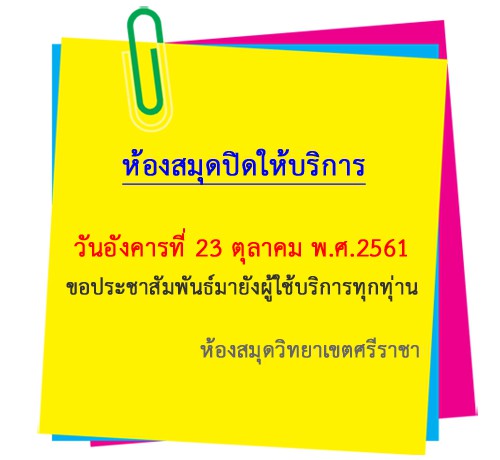 ห้องสมุดปิดให้บริการ
วันอังคารที่ 23 ตุลาคม พ.ศ.2561
ขอประชาสัมพันธ์มายังผู้ใช้บริการทุกท่าน
ห้องสมุดวิทยาเขตศรีราชา